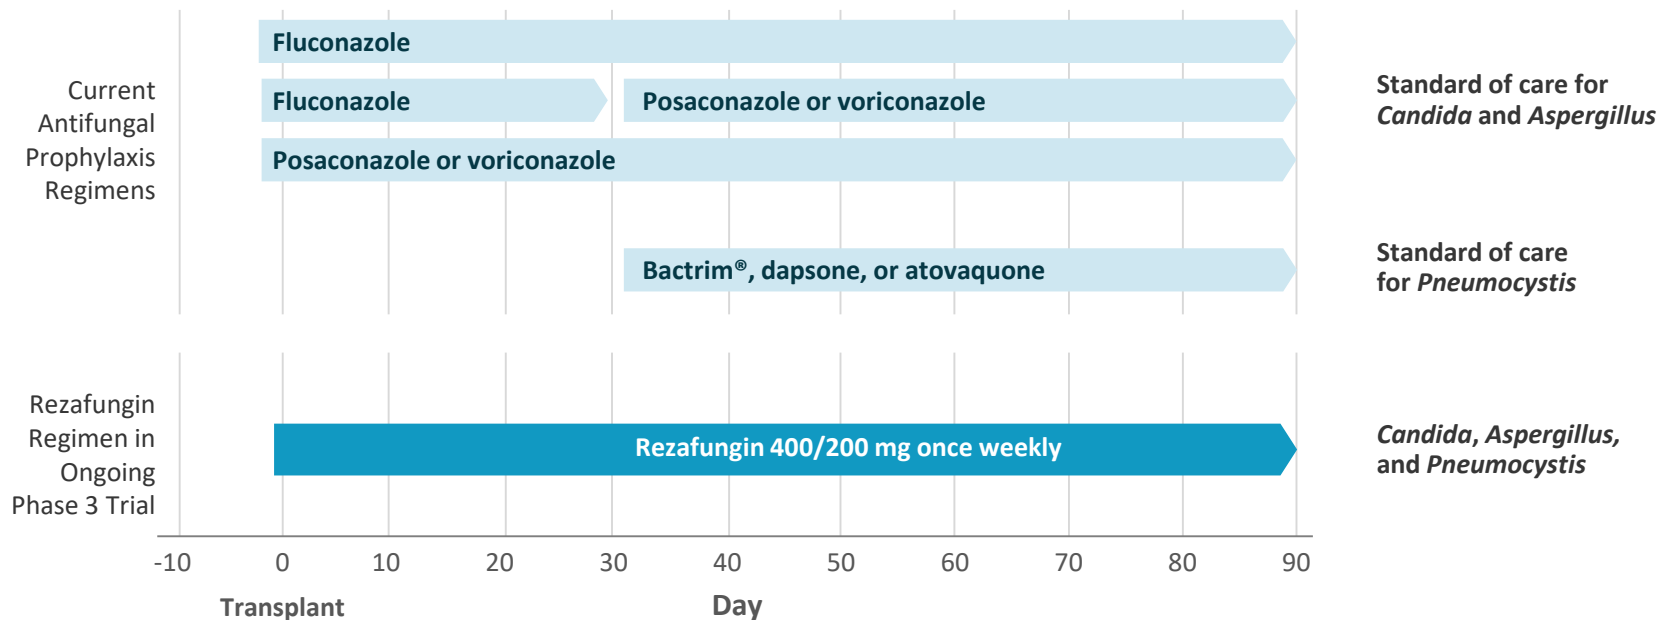 Current
Antifungal
Prophylaxis
Regimens
Fluconazole
Fluconazole
Posaconazole or voriconazole
Posaconazole or voriconazole
Standard of care for
Candida and Aspergillus
Bactrim®, dapsone, or atovaquone
Standard of care
for Pneumocystis
Rezafungin
Regimen in
Ongoing
Phase 3 Trial
Rezafungin 400/200 mg once weekly
Candida, Aspergillus,
and Pneumocystis
-10 0 10 20 30 40 50 60 70 80 90
Transplant
Day